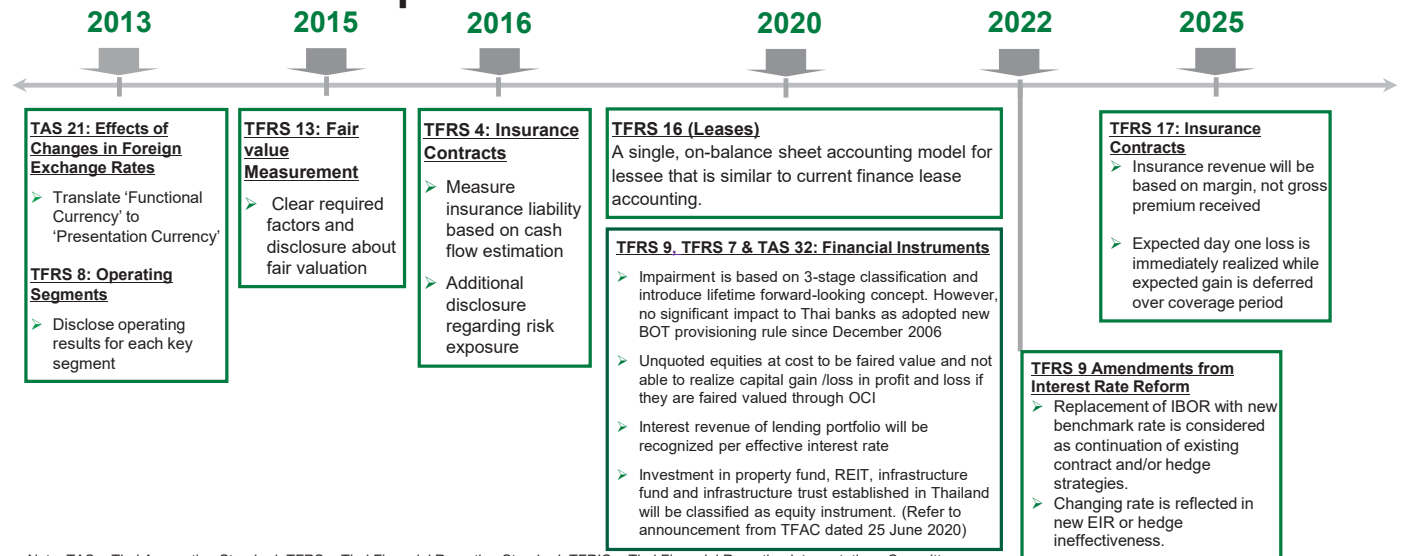 2013
2015
2016
2020
2022
2025
TAS 21: Effects of
Changes in Foreign
Exchange Rates
➢ Translate ‘Functional
Currency’ to
‘Presentation Currency’
TFRS 8: Operating
Segments
➢ Disclose operating
results for each key
segment
TFRS 13: Fair
value
Measurement
➢ Clear required
factors and
disclosure about
fair valuation
TFRS 4: Insurance
Contracts
➢ Measure
insurance liability
based on cash
flow estimation
➢ Additional
disclosure
regarding risk
exposure
TFRS 16 (Leases)
A single, on-balance sheet accounting model for
lessee that is similar to current finance lease
accounting.
TFRS 9, TFRS 7 & TAS 32: Financial Instruments
➢ Impairment is based on 3-stage classification and
introduce lifetime forward-looking concept. However,
no significant impact to Thai banks as adopted new
BOT provisioning rule since December 2006
➢ Unquoted equities at cost to be faired value and not
able to realize capital gain /loss in profit and loss if
they are faired valued through OCI
➢ Interest revenue of lending portfolio will be
recognized per effective interest rate
➢ Investment in property fund, REIT, infrastructure
fund and infrastructure trust established in Thailand
will be classified as equity instrument. (Refer to
announcement from TFAC dated 25 June 2020)
TFRS 9 Amendments from
Interest Rate Reform
➢ Replacement of IBOR with new
benchmark rate is considered
as continuation of existing
contract and/or hedge
strategies.
➢ Changing rate is reflected in
new EIR or hedge
ineffectiveness.
TFRS 17: Insurance
Contracts
➢ Insurance revenue will be
based on margin, not gross
premium received
➢ Expected day one loss is
immediately realized while
expected gain is deferred
over coverage period